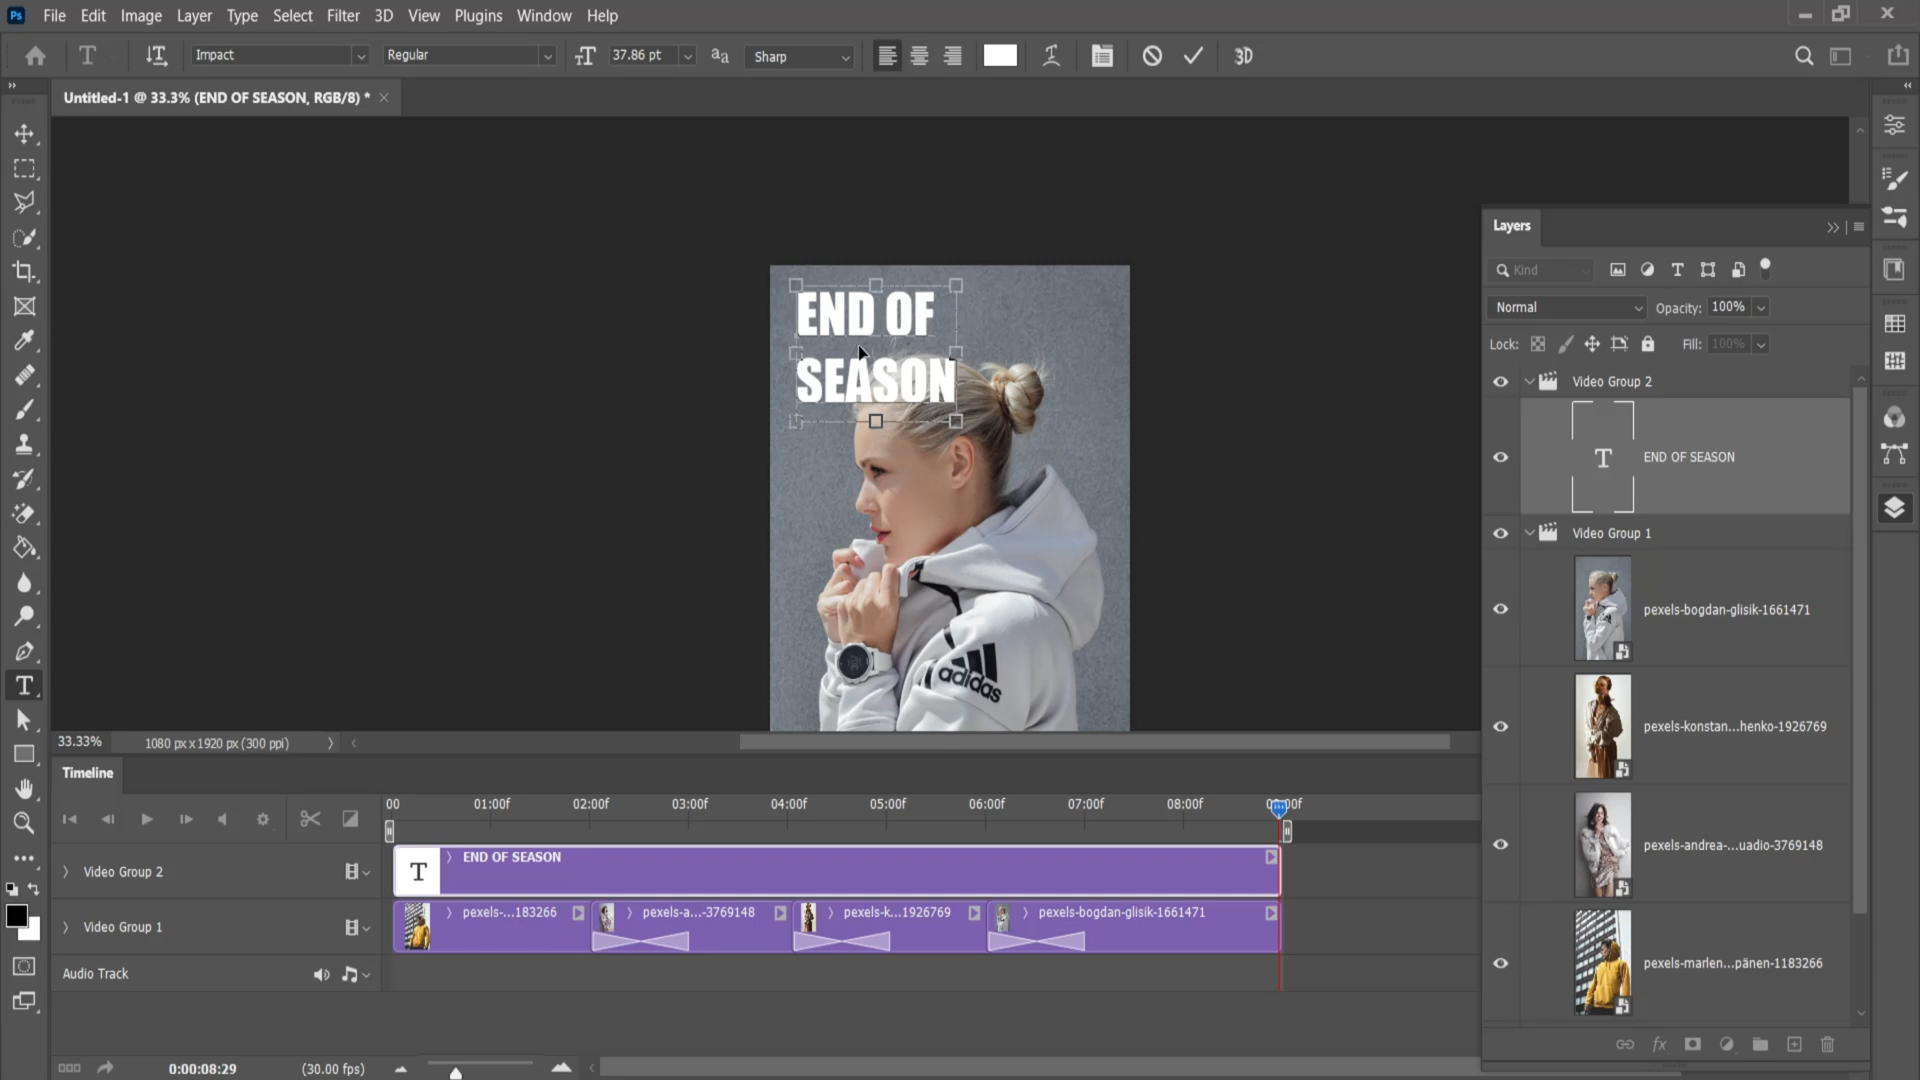 Ps File Edit Image Layer Type Select Filter 3D View Plugins Window Help
T Impact Regular 37.86 pt aa Sharp 3D
Untitled-1 @ 33.3% (END OF SEASON, RGB/8) *
END OF
SEASON
adidas
33.33% 1080 px x 1920 px (300 ppi)
Layers
Kind
Normal Opacity: 100%
Lock: Fill: 100%
Video Group 2
T END OF SEASON
Video Group 1
pexels-bogdan-glisik-1661471
pexels-konstan...henko-1926769
pexels-andrea-...uadio-3769148
pexels-marlen...pänen-1183266
fx
Timeline
00 01:00f 02:00f 03:00f 04:00f 05:00f 06:00f 07:00f 08:00f
Video Group 2
T END OF SEASON
Video Group 1
pexels-...183266 pexels-a...-3769148 pexels-k...1926769 pexels-bogdan-glisik-1661471
Audio Track
0:00:08:29 (30.00 fps)